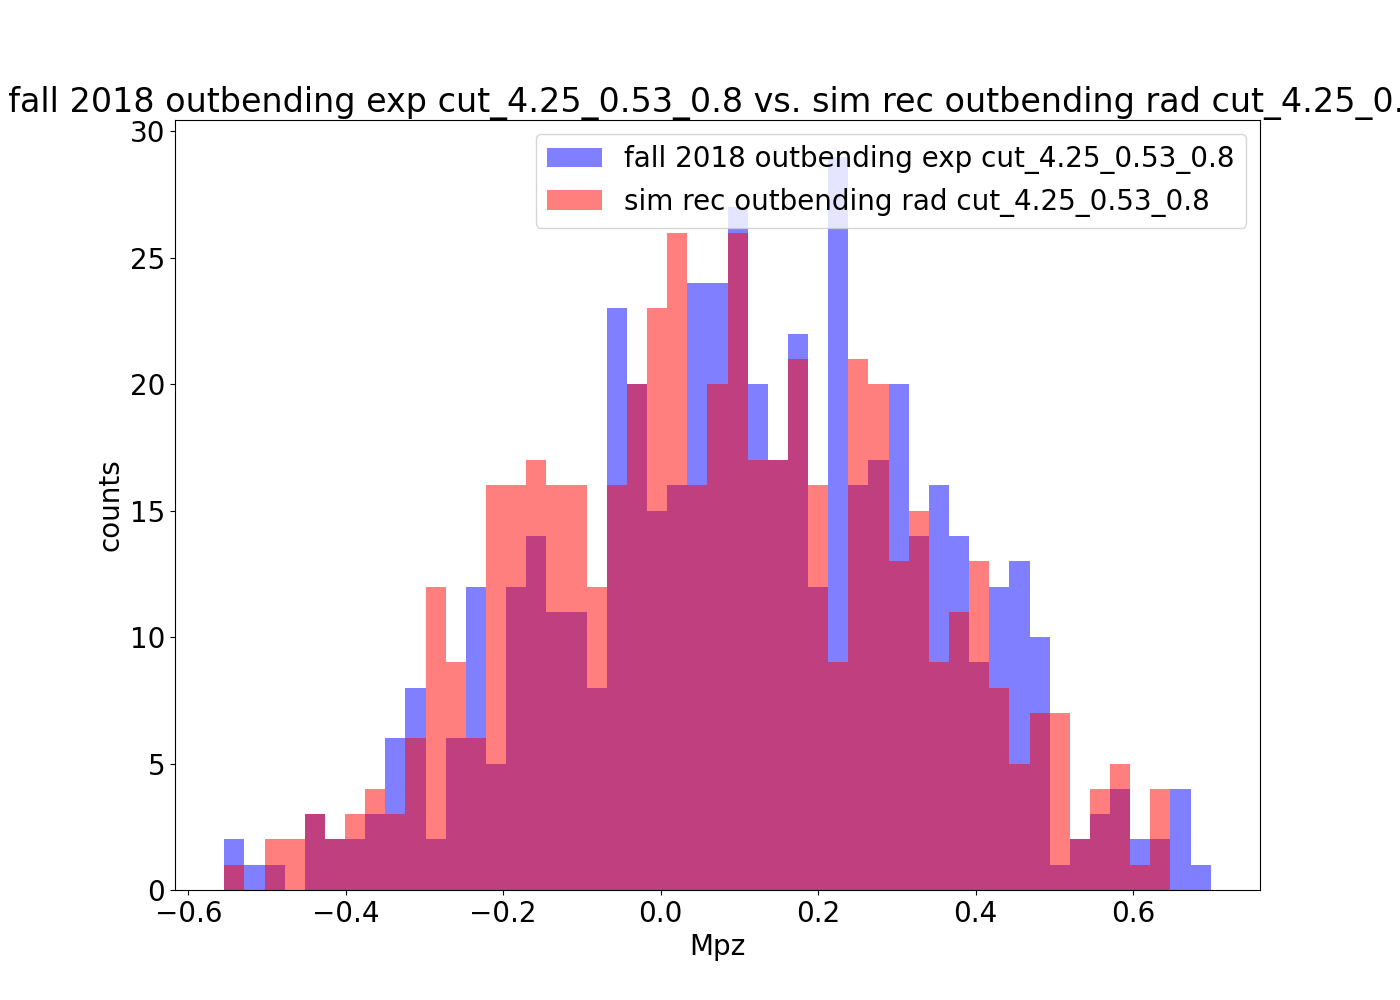 fall 2018 outbending exp cut_4.25_0.53_0.8 vs. sim rec outbending rad cut_4.25_0.
30
25
20
15
10
5
0
counts
fall 2018 outbending exp cut_4.25_0.53_0.8
sim rec outbending rad cut_4.25_0.53_0.8
−0.6 −0.4 −0.2 0.0 0.2 0.4 0.6
Mpz